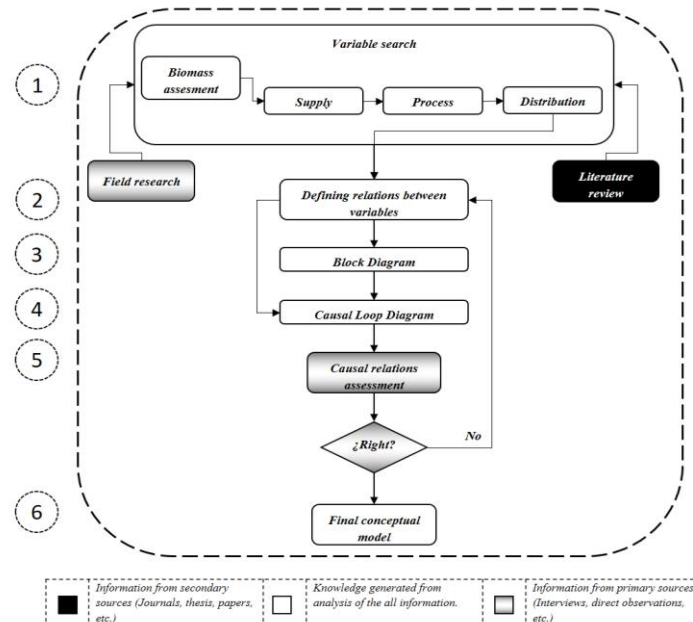 Variable search
1
Biomass
assesment
Supply
Process
Distribution
Field research
Literature
review
2
Defining relations between
variables
3
Block Diagram
4
Causal Loop Diagram
5
Causal relations
assessment
¿Right?
No
6
Final conceptual
model
Information from secondary
sources (Journals, thesis, papers,
etc.)
Knowledge generated from
analysis of the all information.
Information from primary sources
(Interviews, direct observations,
etc.)